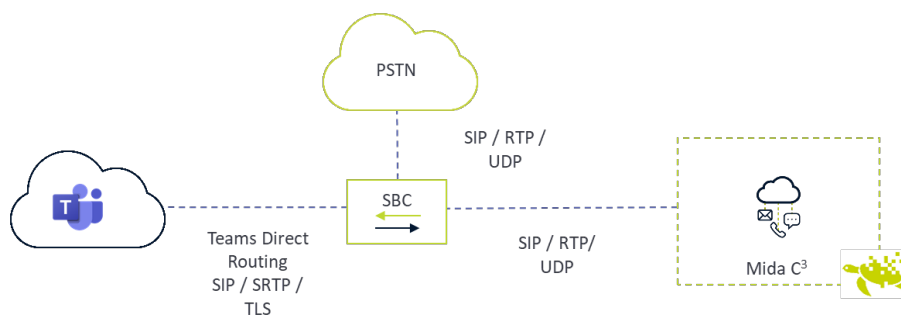 PSTN
SIP / RTP /
UDP
SBC
T
Teams Direct
Routing
SIP / SRTP /
TLS
SIP / RTP/
UDP
Mida C³